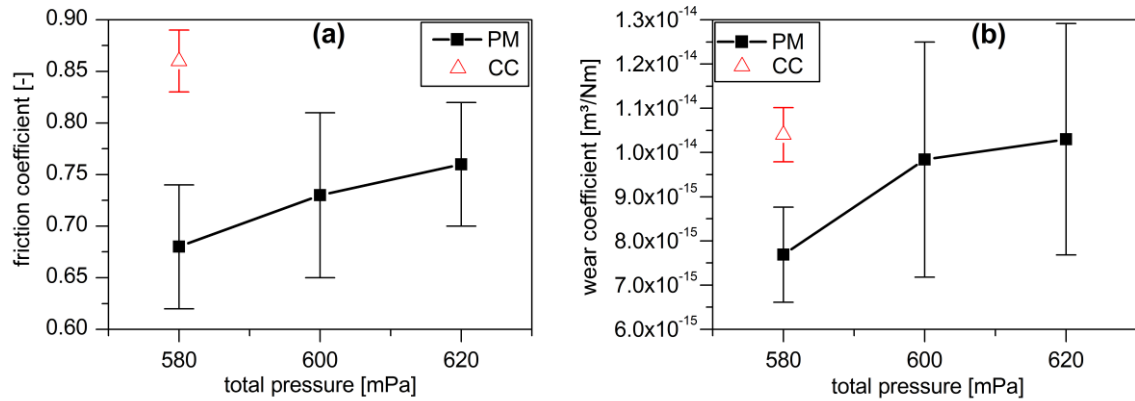 (a)
PM
CC
0.90
0.85
0.80
0.75
0.70
0.65
0.60
friction coefficient [-]
580 600 620
total pressure [mPa]
(b)
PM
CC
1.3x10⁻¹⁴
1.2x10⁻¹⁴
1.1x10⁻¹⁴
1.0x10⁻¹⁴
9.0x10⁻¹⁵
8.0x10⁻¹⁵
7.0x10⁻¹⁵
6.0x10⁻¹⁵
wear coefficient [m³/Nm]
580 600 620
total pressure [mPa]